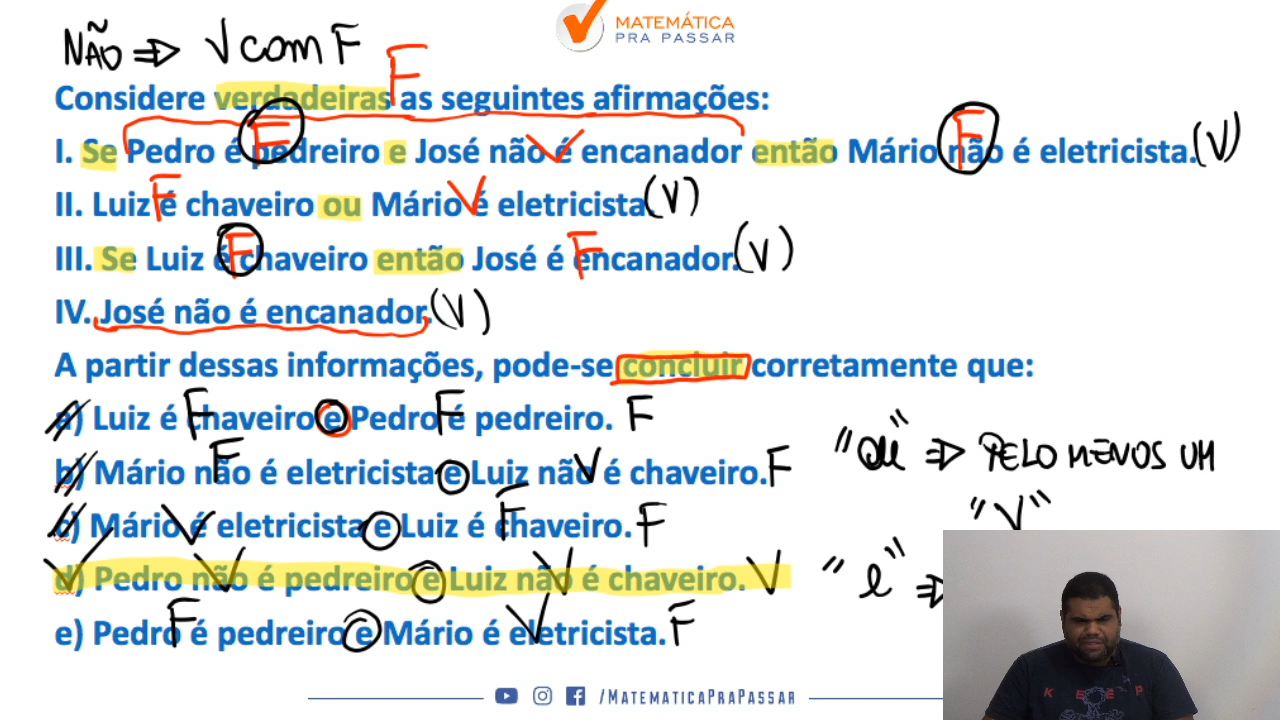 MATEMÁTICA
PRA PASSAR
NÃO => V com F
F
Considere verdadeiras as seguintes afirmações:
F V F
I. Se Pedro é pedreiro e José não é encanador então Mário não é eletricista. (V)
F V
II. Luiz é chaveiro ou Mário é eletricista. (V)
F F
III. Se Luiz é chaveiro então José é encanador. (V)
IV. José não é encanador. (V)
A partir dessas informações, pode-se concluir corretamente que:
F F
a) Luiz é chaveiro e Pedro é pedreiro. F
F V
b) Mário não é eletricista e Luiz não é chaveiro. F
"ou" => PELO MENOS UM
"V"
V F
c) Mário é eletricista e Luiz é chaveiro. F
V V
d) Pedro não é pedreiro e Luiz não é chaveiro. V
"e" =>
F V
e) Pedro é pedreiro e Mário é eletricista. F
KEEP
/MATEMATICAPRAPASSAR